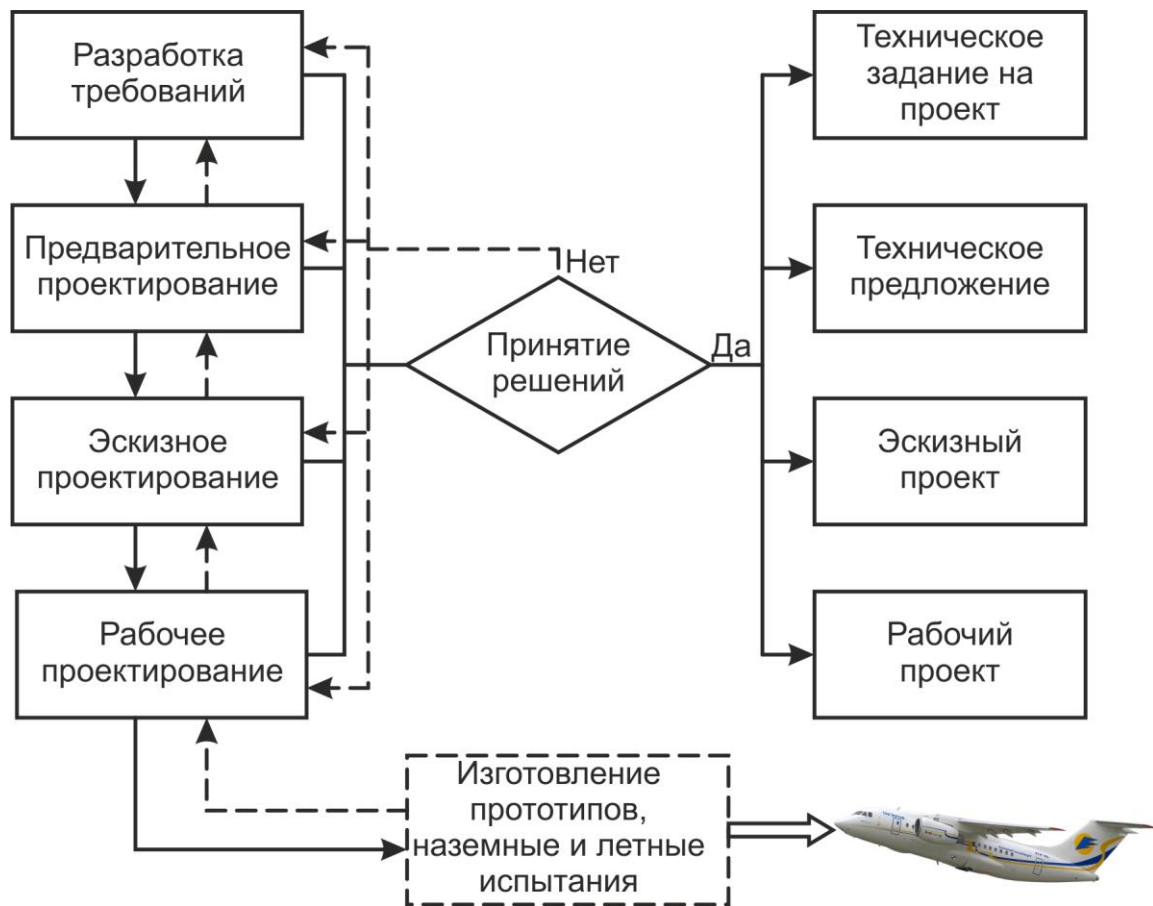 Разработка
требований
Предварительное
проектирование
Эскизное
проектирование
Рабочее
проектирование
Нет
Принятие
решений
Да
Техническое
задание на
проект
Техническое
предложение
Эскизный
проект
Рабочий
проект
Изготовление
прототипов,
наземные и летные
испытания